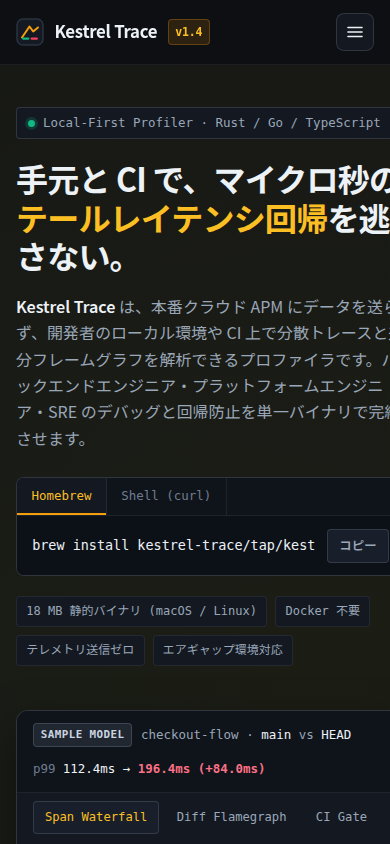 Kestrel Trace v1.4
Local-First Profiler · Rust / Go / TypeScript
手元と CI で、マイクロ秒の
テールレイテンシ回帰を逃
さない。
Kestrel Trace は、本番クラウド APM にデータを送ら
ず、開発者のローカル環境や CI 上で分散トレースと
分フレームグラフを解析できるプロファイラです。バ
ックエンドエンジニア・プラットフォームエンジニ
ア・SRE のデバッグと回帰防止を単一バイナリで完結
させます。
Homebrew Shell (curl)
brew install kestrel-trace/tap/kest コピー
18 MB 静的バイナリ (macOS / Linux) Docker 不要
テレメトリ送信ゼロ エアギャップ環境対応
SAMPLE MODEL checkout-flow · main vs HEAD
p99 112.4ms → 196.4ms (+84.0ms)
Span Waterfall Diff Flamegraph CI Gate